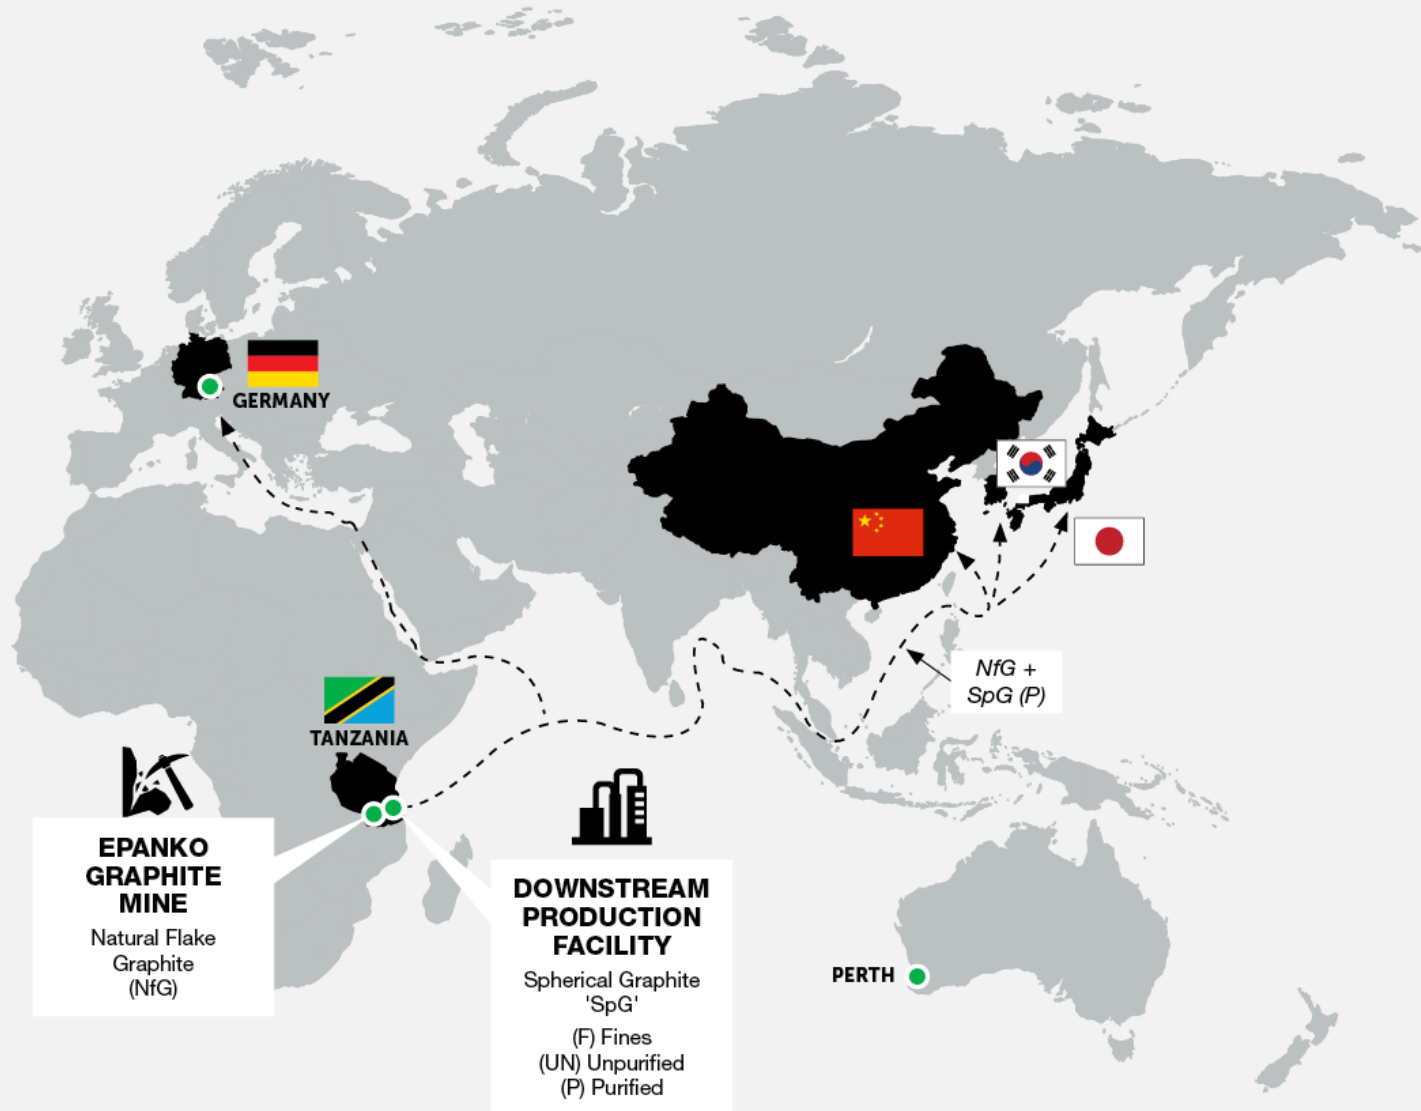 GERMANY
NfG +
SpG (P)
TANZANIA
EPANKO
GRAPHITE
MINE
Natural Flake
Graphite
(NfG)
DOWNSTREAM
PRODUCTION
FACILITY
Spherical Graphite
'SpG'
(F) Fines
(UN) Unpurified
(P) Purified
PERTH